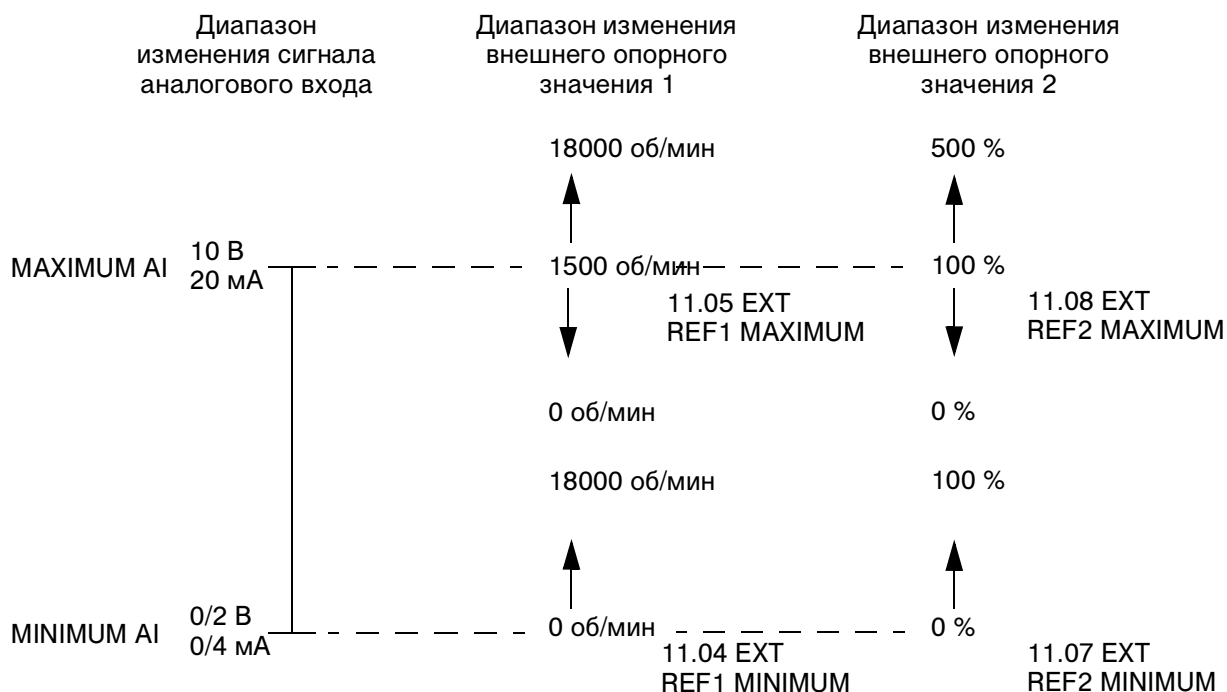 Диапазон
изменения сигнала
аналогового входа
Диапазон изменения
внешнего опорного
значения 1
Диапазон изменения
внешнего опорного
значения 2
18000 об/мин
500 %
MAXIMUM AI
10 В
20 мА
1500 об/мин
100 %
11.05 EXT
REF1 MAXIMUM
11.08 EXT
REF2 MAXIMUM
0 об/мин
0 %
18000 об/мин
100 %
MINIMUM AI
0/2 В
0/4 мА
0 об/мин
0 %
11.04 EXT
REF1 MINIMUM
11.07 EXT
REF2 MINIMUM